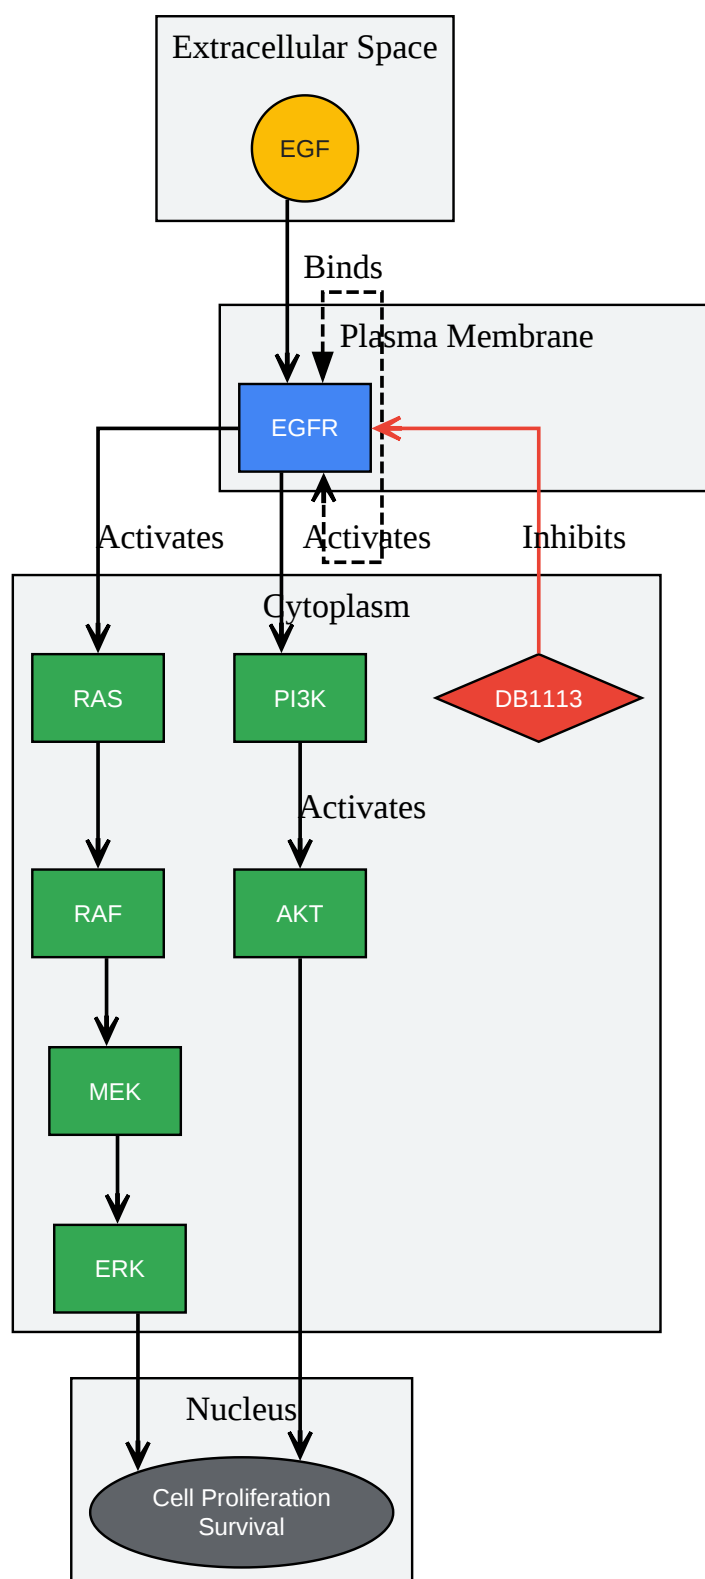 Extracellular Space
EGF
Binds
Plasma Membrane
EGFR
Activates
Activates
Inhibits
Cytoplasm
RAS
PI3K
DB1113
Activates
RAF
AKT
MEK
ERK
Nucleus
Cell Proliferation
Survival